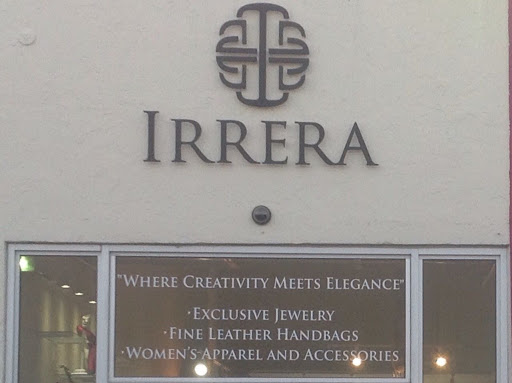 IRRERA
"WHERE CREATIVITY MEETS ELEGANCE"
·EXCLUSIVE JEWELRY
·FINE LEATHER HANDBAGS
·WOMEN'S APPAREL AND ACCESSORIES